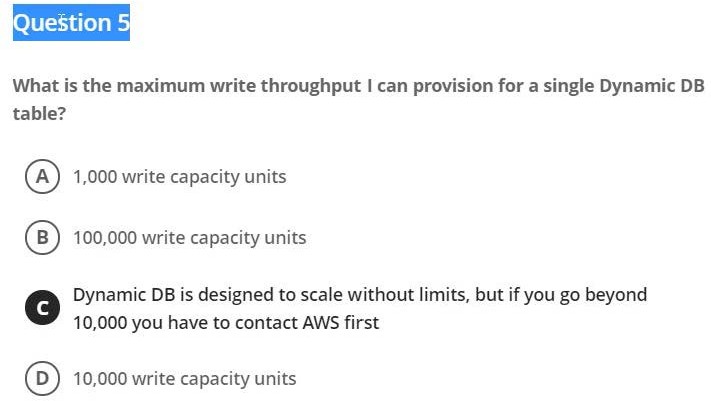 Question 5
What is the maximum write throughput I can provision for a single Dynamic DB
table?
A 1,000 write capacity units
B 100,000 write capacity units
Dynamic DB is designed to scale without limits, but if you go beyond
C
10,000 you have to contact AWS first
D 10,000 write capacity units